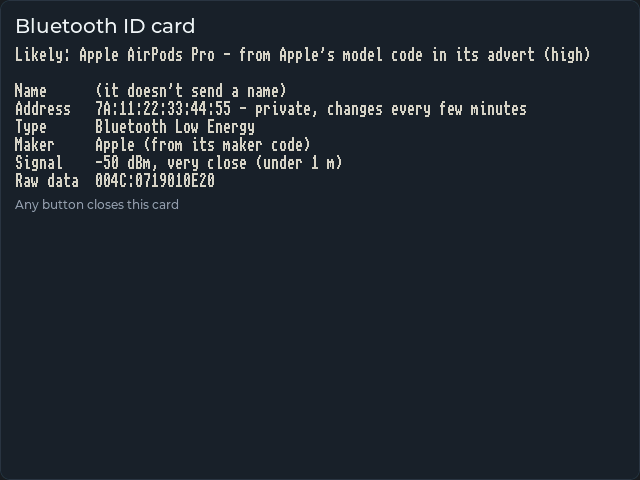 Bluetooth ID card
Likely: Apple AirPods Pro - from Apple's model code in its advert (high)
Name (it doesn't send a name)
Address 7A:11:22:33:44:55 - private, changes every few minutes
Type Bluetooth Low Energy
Maker Apple (from its maker code)
Signal -50 dBm, very close (under 1 m)
Raw data 004C:0719010E20
Any button closes this card